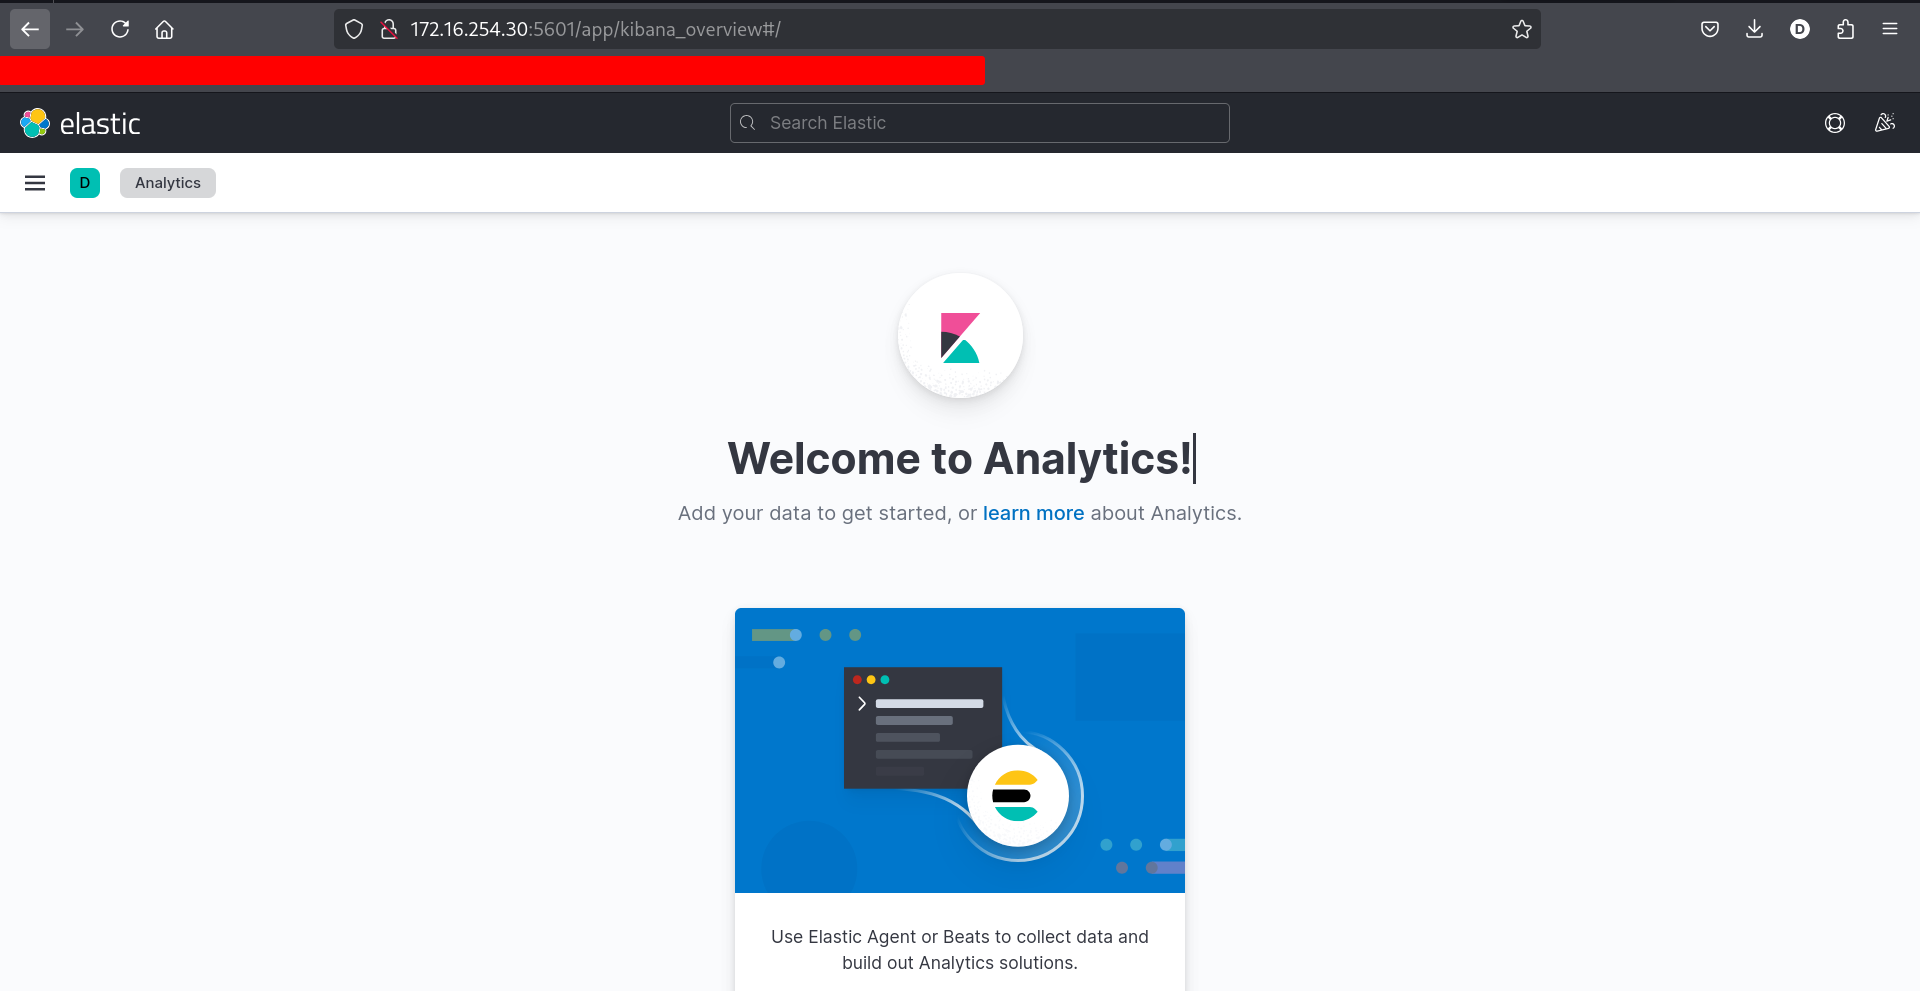 172.16.254.30:5601/app/kibana_overview#/
D
elastic
Search Elastic
D
Analytics
Welcome to Analytics!
Add your data to get started, or learn more about Analytics.
Use Elastic Agent or Beats to collect data and
build out Analytics solutions.